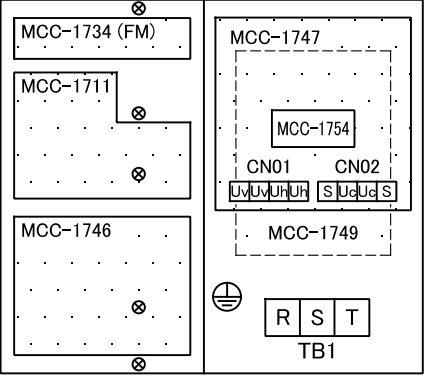 MCC-1734 (FM)
MCC-1711
MCC-1746
MCC-1747
MCC-1754
CN01 CN02
Uv Uv Uh Uh S Uc Uc S
MCC-1749
R S T
TB1